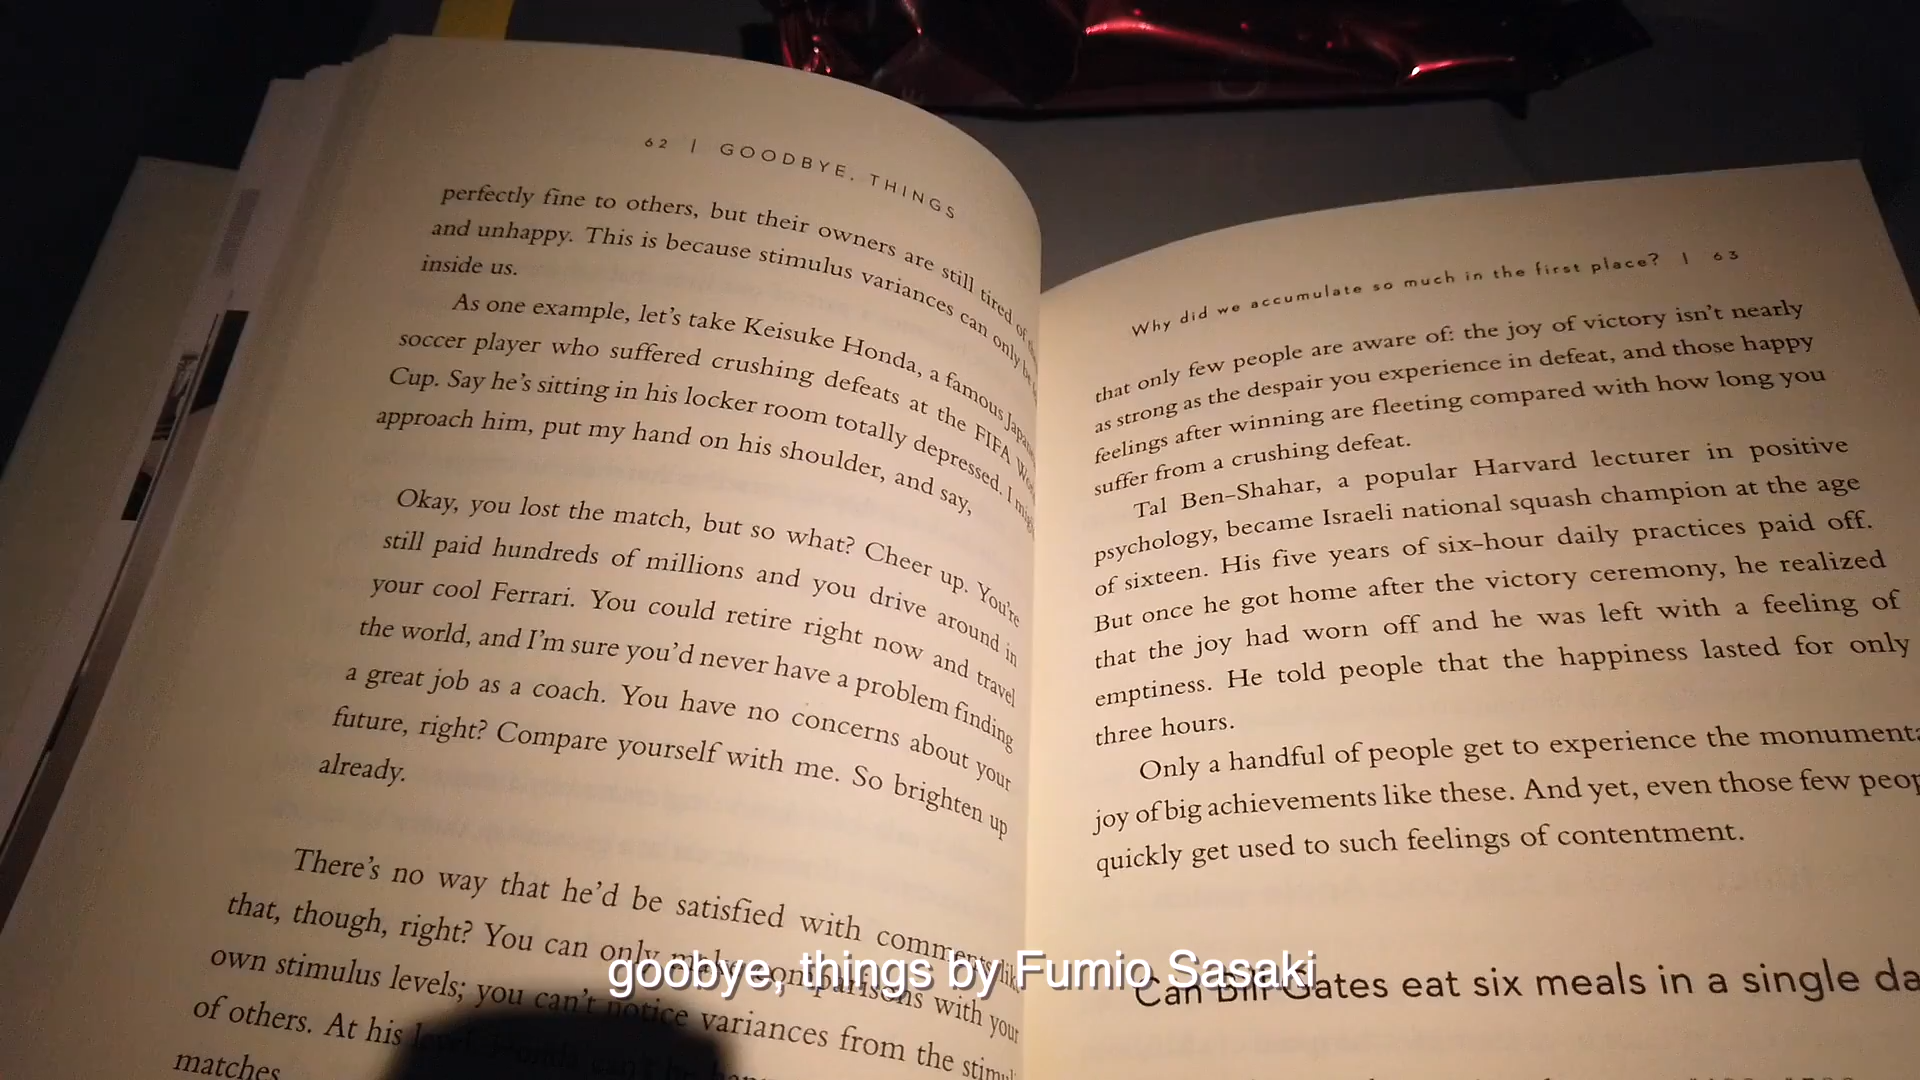 62 | GOODBYE, THINGS
perfectly fine to others, but their owners are still tired of
and unhappy. This is because stimulus variances can only be
inside us.
As one example, let's take Keisuke Honda, a famous
soccer player who suffered crushing defeats at the FIFA
Cup. Say he's sitting in his locker room totally depressed. I
approach him, put my hand on his shoulder, and say,
Okay, you lost the match, but so what? Cheer up. You're
still paid hundreds of millions and you drive around in
your cool Ferrari. You could retire right now and travel
the world, and I'm sure you'd never have a problem finding
a great job as a coach. You have no concerns about your
future, right? Compare yourself with me. So brighten up
already.
There's no way that he'd be satisfied with comments
that, though, right? You can only make comparisons with your
own stimulus levels; you can't notice variances from the
of others. At his
matches
Why did we accumulate so much in the first place? | 63
that only few people are aware of: the joy of victory isn't nearly
as strong as the despair you experience in defeat, and those happy
feelings after winning are fleeting compared with how long you
suffer from a crushing defeat.
Tal Ben-Shahar, a popular Harvard lecturer in positive
psychology, became Israeli national squash champion at the age
of sixteen. His five years of six-hour daily practices paid off.
But once he got home after the victory ceremony, he realized
that the joy had worn off and he was left with a feeling of
emptiness. He told people that the happiness lasted for only
three hours.
Only a handful of people get to experience the
joy of big achievements like these. And yet, even those few
quickly get used to such feelings of contentment.
Can Bill Gates eat six meals in a single
goobye, things by Fumio Sasaki